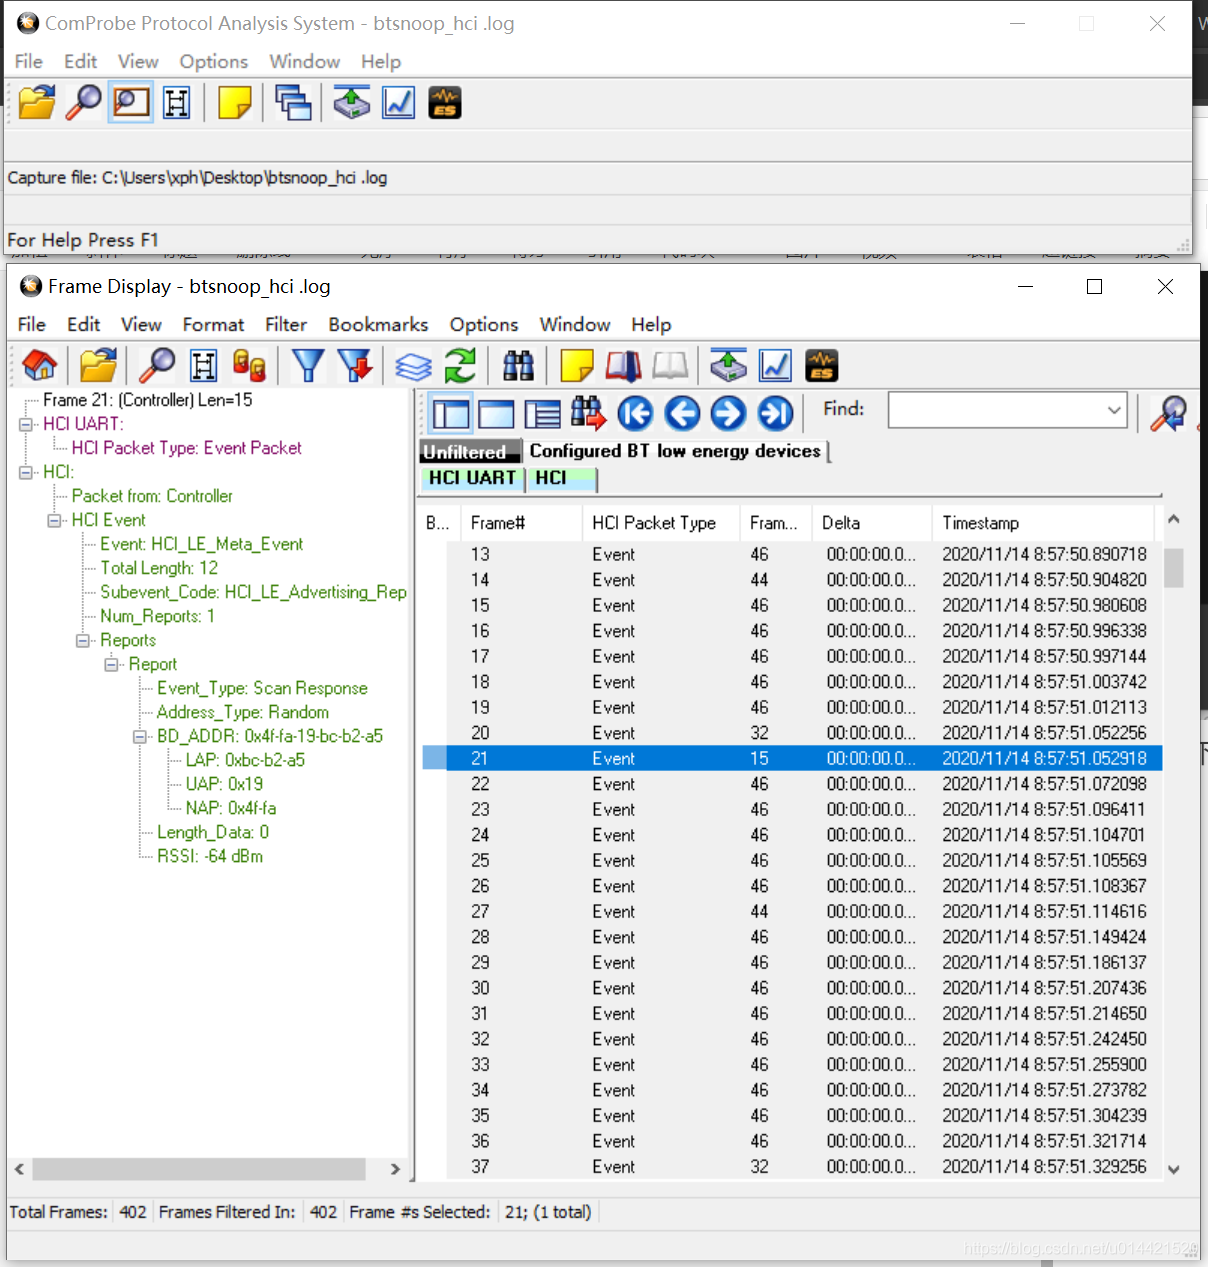 ComProbe Protocol Analysis System - btsnoop_hci .log
File Edit View Options Window Help
Capture file: C:\Users\xph\Desktop\btsnoop_hci .log
For Help Press F1
Frame Display - btsnoop_hci .log
File Edit View Format Filter Bookmarks Options Window Help
Frame 21: (Controller) Len=15
HCI UART:
HCI Packet Type: Event Packet
HCI:
Packet from: Controller
HCI Event
Event: HCI_LE_Meta_Event
Total Length: 12
Subevent_Code: HCI_LE_Advertising_Rep
Num_Reports: 1
Reports
Report
Event_Type: Scan Response
Address_Type: Random
BD_ADDR: 0x4f-fa-19-bc-b2-a5
LAP: 0xbc-b2-a5
UAP: 0x19
NAP: 0x4f-fa
Length_Data: 0
RSSI: -64 dBm
Find:
Unfiltered Configured BT low energy devices
HCI UART HCI
B... Frame# HCI Packet Type Fram... Delta Timestamp
13 Event 46 00:00:00.0... 2020/11/14 8:57:50.890718
14 Event 44 00:00:00.0... 2020/11/14 8:57:50.904820
15 Event 46 00:00:00.0... 2020/11/14 8:57:50.980608
16 Event 46 00:00:00.0... 2020/11/14 8:57:50.996338
17 Event 46 00:00:00.0... 2020/11/14 8:57:50.997144
18 Event 46 00:00:00.0... 2020/11/14 8:57:51.003742
19 Event 46 00:00:00.0... 2020/11/14 8:57:51.012113
20 Event 32 00:00:00.0... 2020/11/14 8:57:51.052256
21 Event 15 00:00:00.0... 2020/11/14 8:57:51.052918
22 Event 46 00:00:00.0... 2020/11/14 8:57:51.072098
23 Event 46 00:00:00.0... 2020/11/14 8:57:51.096411
24 Event 46 00:00:00.0... 2020/11/14 8:57:51.104701
25 Event 46 00:00:00.0... 2020/11/14 8:57:51.105569
26 Event 46 00:00:00.0... 2020/11/14 8:57:51.108367
27 Event 44 00:00:00.0... 2020/11/14 8:57:51.114616
28 Event 46 00:00:00.0... 2020/11/14 8:57:51.149424
29 Event 46 00:00:00.0... 2020/11/14 8:57:51.186137
30 Event 46 00:00:00.0... 2020/11/14 8:57:51.207436
31 Event 46 00:00:00.0... 2020/11/14 8:57:51.214650
32 Event 46 00:00:00.0... 2020/11/14 8:57:51.242450
33 Event 46 00:00:00.0... 2020/11/14 8:57:51.255900
34 Event 46 00:00:00.0... 2020/11/14 8:57:51.273782
35 Event 46 00:00:00.0... 2020/11/14 8:57:51.304239
36 Event 46 00:00:00.0... 2020/11/14 8:57:51.321714
37 Event 32 00:00:00.0... 2020/11/14 8:57:51.329256
Total Frames: 402 Frames Filtered In: 402 Frame #s Selected: 21; (1 total)